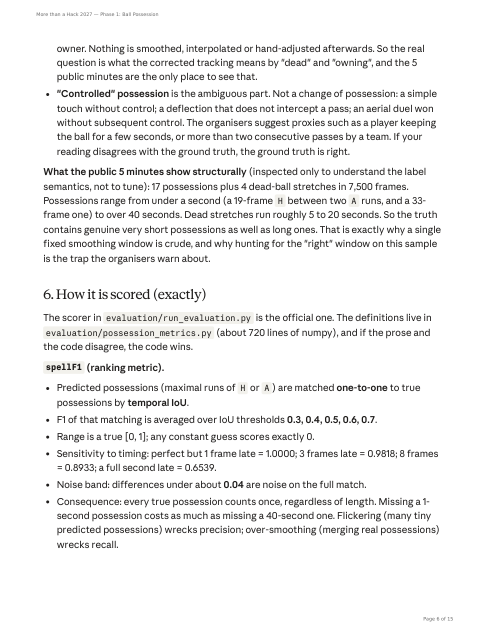 More than a Hack 2027 — Phase 1: Ball Possession
owner. Nothing is smoothed, interpolated or hand-adjusted afterwards. So the real
question is what the corrected tracking means by "dead" and "owning", and the 5
public minutes are the only place to see that.
• "Controlled" possession is the ambiguous part. Not a change of possession: a simple
touch without control; a deflection that does not intercept a pass; an aerial duel won
without subsequent control. The organisers suggest proxies such as a player keeping
the ball for a few seconds, or more than two consecutive passes by a team. If your
reading disagrees with the ground truth, the ground truth is right.
What the public 5 minutes show structurally (inspected only to understand the label
semantics, not to tune): 17 possessions plus 4 dead-ball stretches in 7,500 frames.
Possessions range from under a second (a 19-frame H between two A runs, and a 33-
frame one) to over 40 seconds. Dead stretches run roughly 5 to 20 seconds. So the truth
contains genuine very short possessions as well as long ones. That is exactly why a single
fixed smoothing window is crude, and why hunting for the "right" window on this sample
is the trap the organisers warn about.
6. How it is scored (exactly)
The scorer in evaluation/run_evaluation.py is the official one. The definitions live in
evaluation/possession_metrics.py (about 720 lines of numpy), and if the prose and
the code disagree, the code wins.
spellF1 (ranking metric).
• Predicted possessions (maximal runs of H or A) are matched one-to-one to true
possessions by temporal IoU.
• F1 of that matching is averaged over IoU thresholds 0.3, 0.4, 0.5, 0.6, 0.7.
• Range is a true [0, 1]; any constant guess scores exactly 0.
• Sensitivity to timing: perfect but 1 frame late = 1.0000; 3 frames late = 0.9818; 8 frames
= 0.8933; a full second late = 0.6539.
• Noise band: differences under about 0.04 are noise on the full match.
• Consequence: every true possession counts once, regardless of length. Missing a 1-
second possession costs as much as missing a 40-second one. Flickering (many tiny
predicted possessions) wrecks precision; over-smoothing (merging real possessions)
wrecks recall.
Page 6 of 15